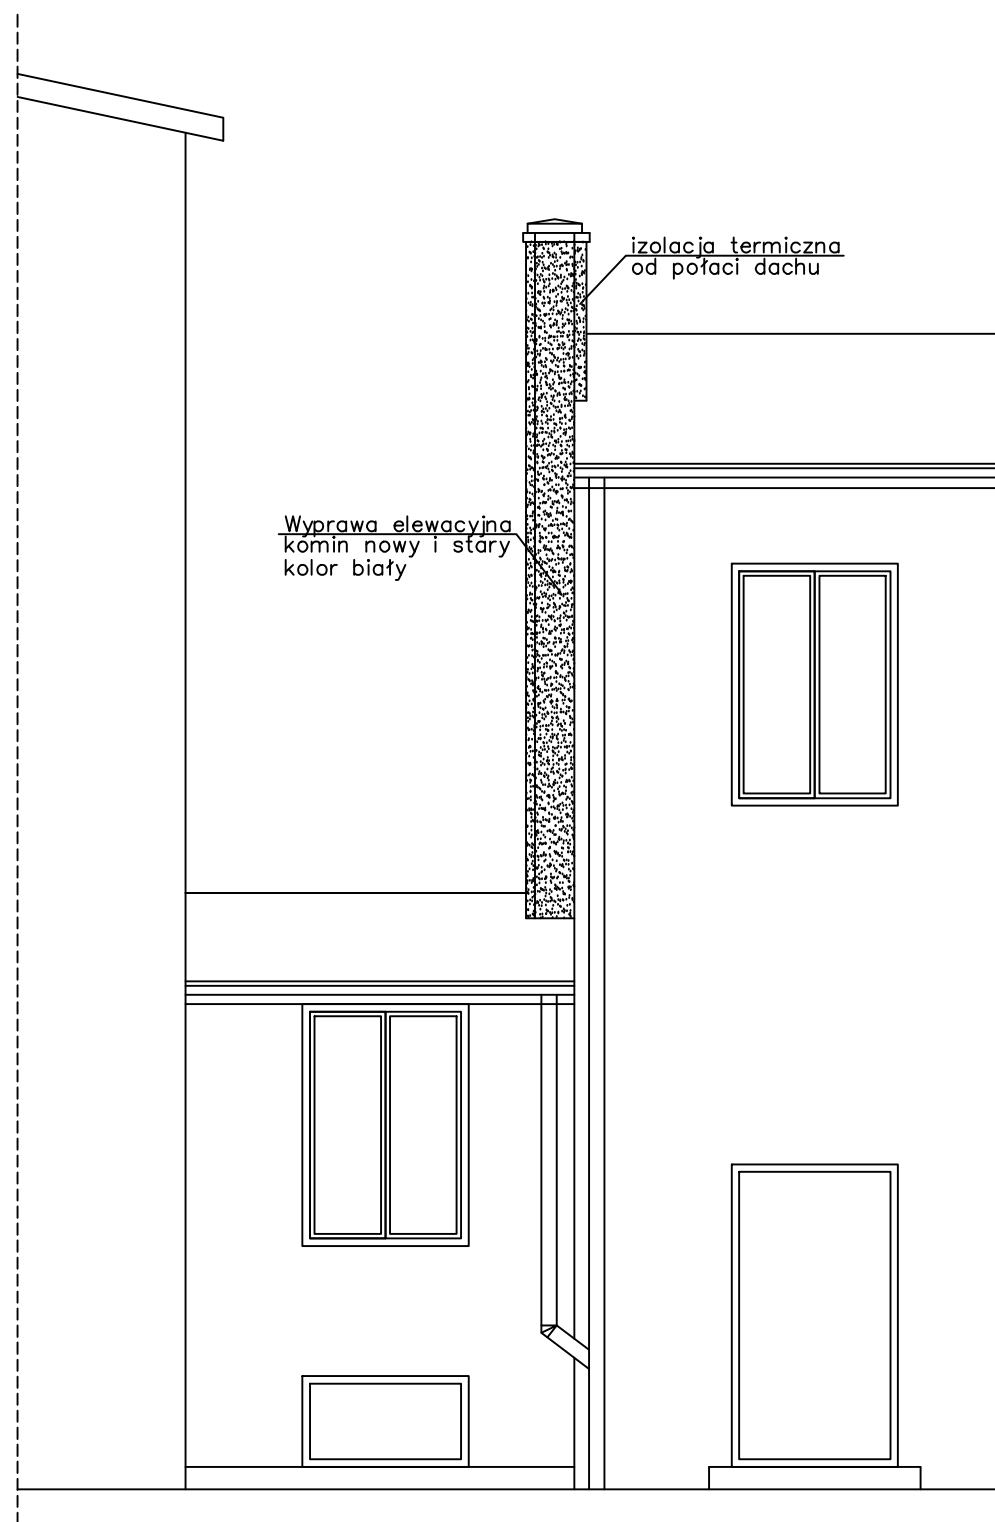 izolacja termiczna
od połaci dachu
Wyprawa elewacyjna
komin nowy i stary
kolor biały